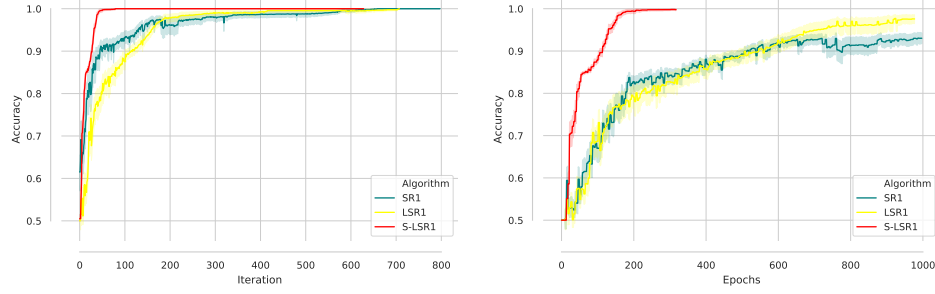 1.0
0.9
0.8
0.7
0.6
0.5
Accuracy
0 100 200 300 400 500 600 700 800
Iteration
Algorithm
SR1
LSR1
S-LSR1
1.0
0.9
0.8
0.7
0.6
0.5
Accuracy
0 200 400 600 800 1000
Epochs
Algorithm
SR1
LSR1
S-LSR1